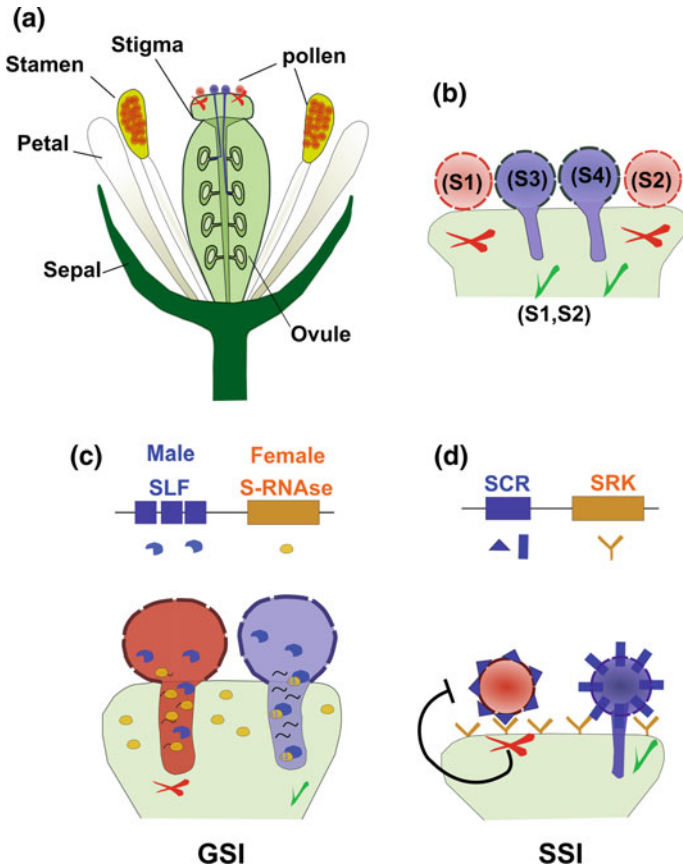 (a)
Stigma
pollen
Stamen
Petal
Sepal
Ovule
(b)
(S1) (S3) (S4) (S2)
(S1,S2)
(c)
Male Female
SLF S-RNAse
GSI
(d)
SCR SRK
SSI